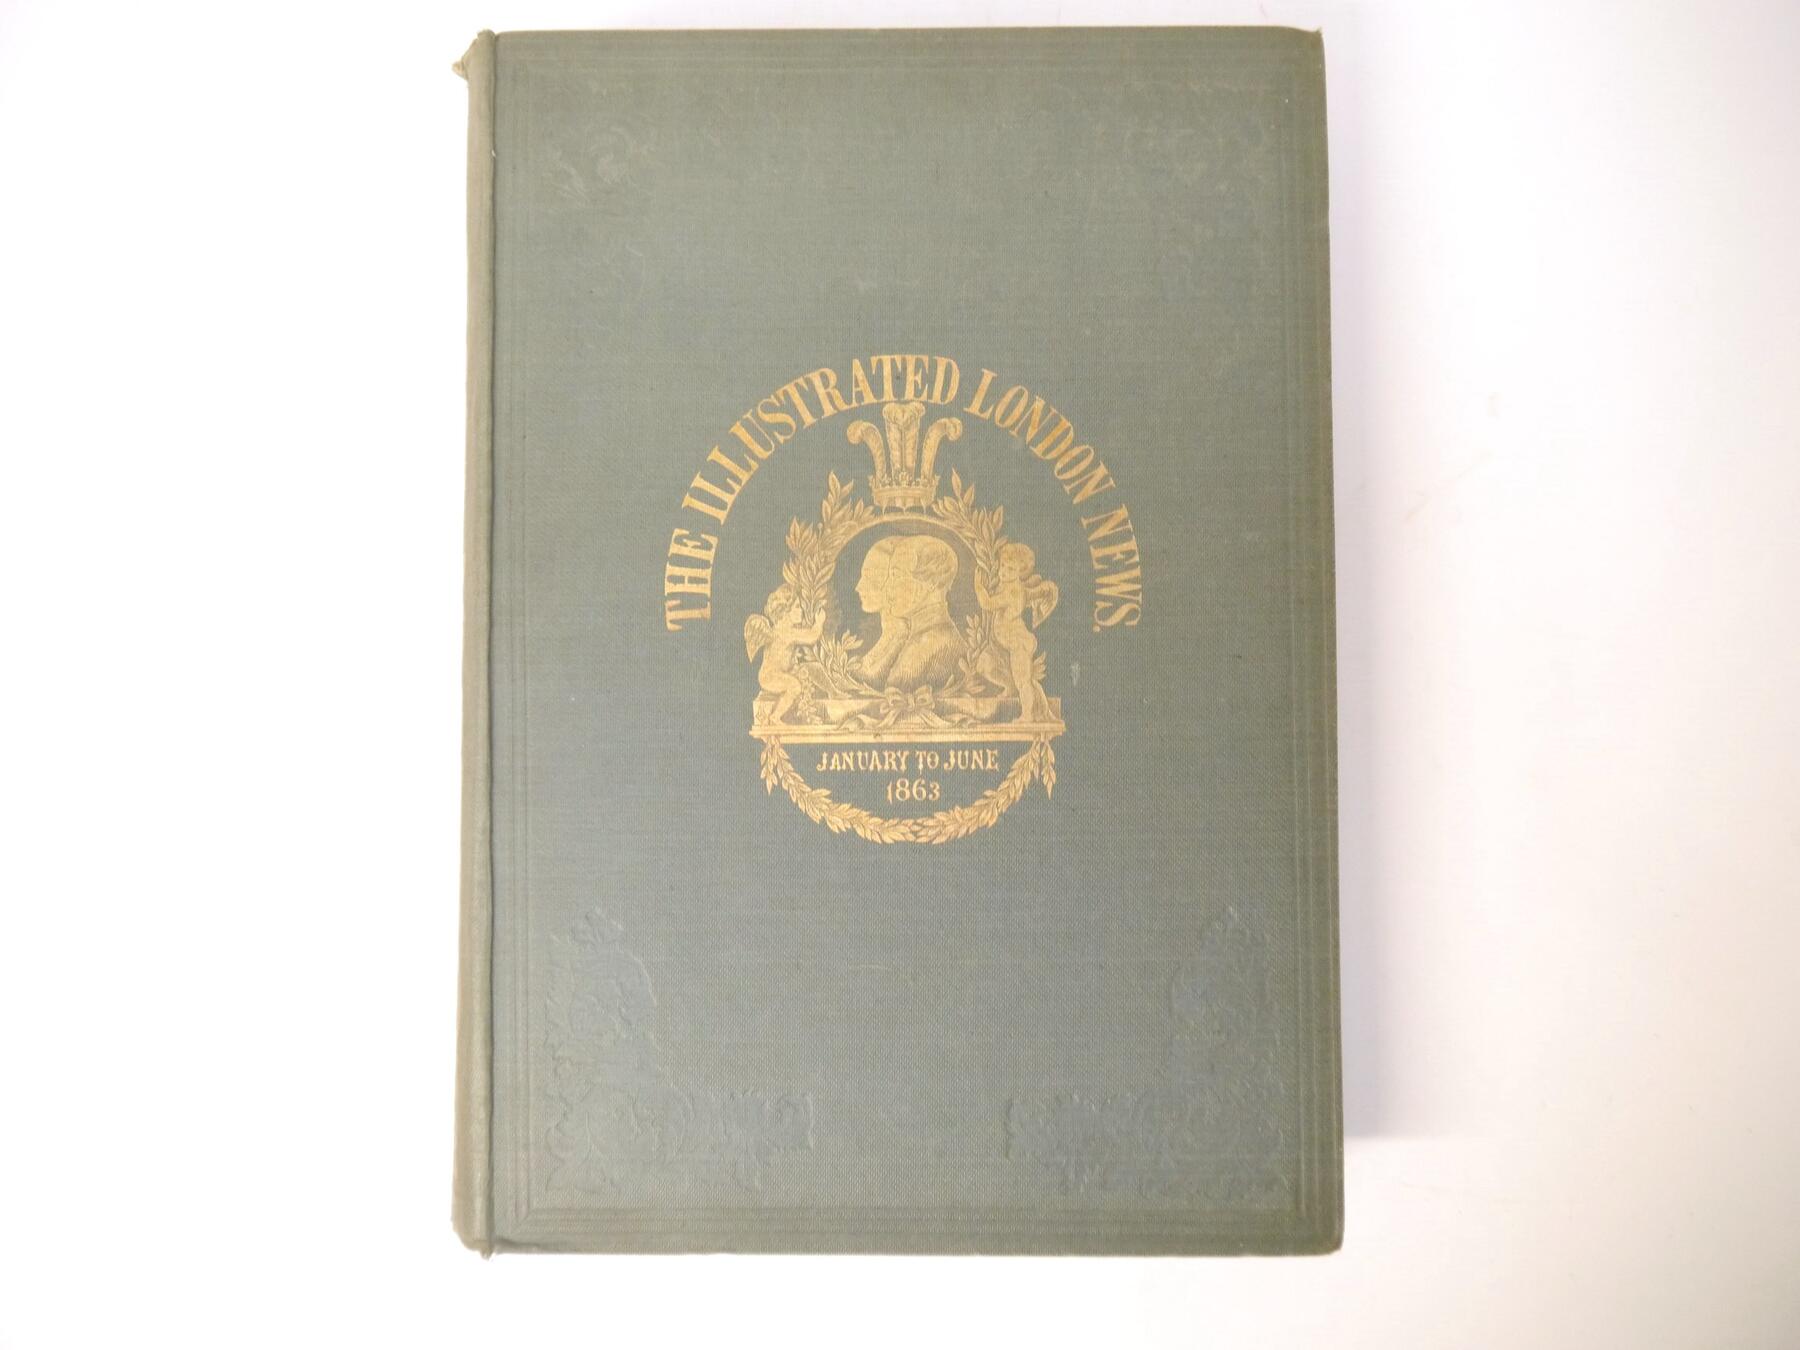 THE ILLUSTRATED LONDON NEWS.
JANUARY TO JUNE
1863